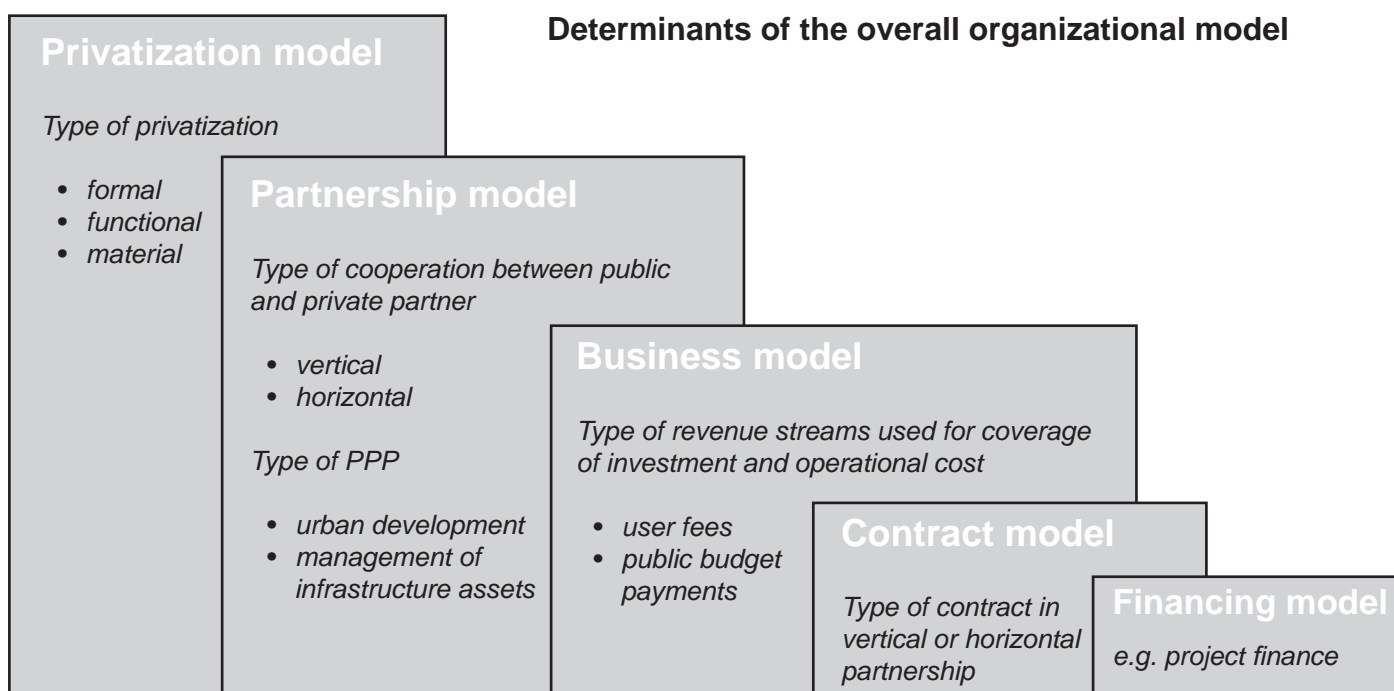 Determinants of the overall organizational model
Privatization model
Type of privatization
• formal
• functional
• material
Partnership model
Type of cooperation between public
and private partner
• vertical
• horizontal
Type of PPP
• urban development
• management of
infrastructure assets
Business model
Type of revenue streams used for coverage
of investment and operational cost
• user fees
• public budget
payments
Contract model
Type of contract in
vertical or horizontal
partnership
Financing model
e.g. project finance